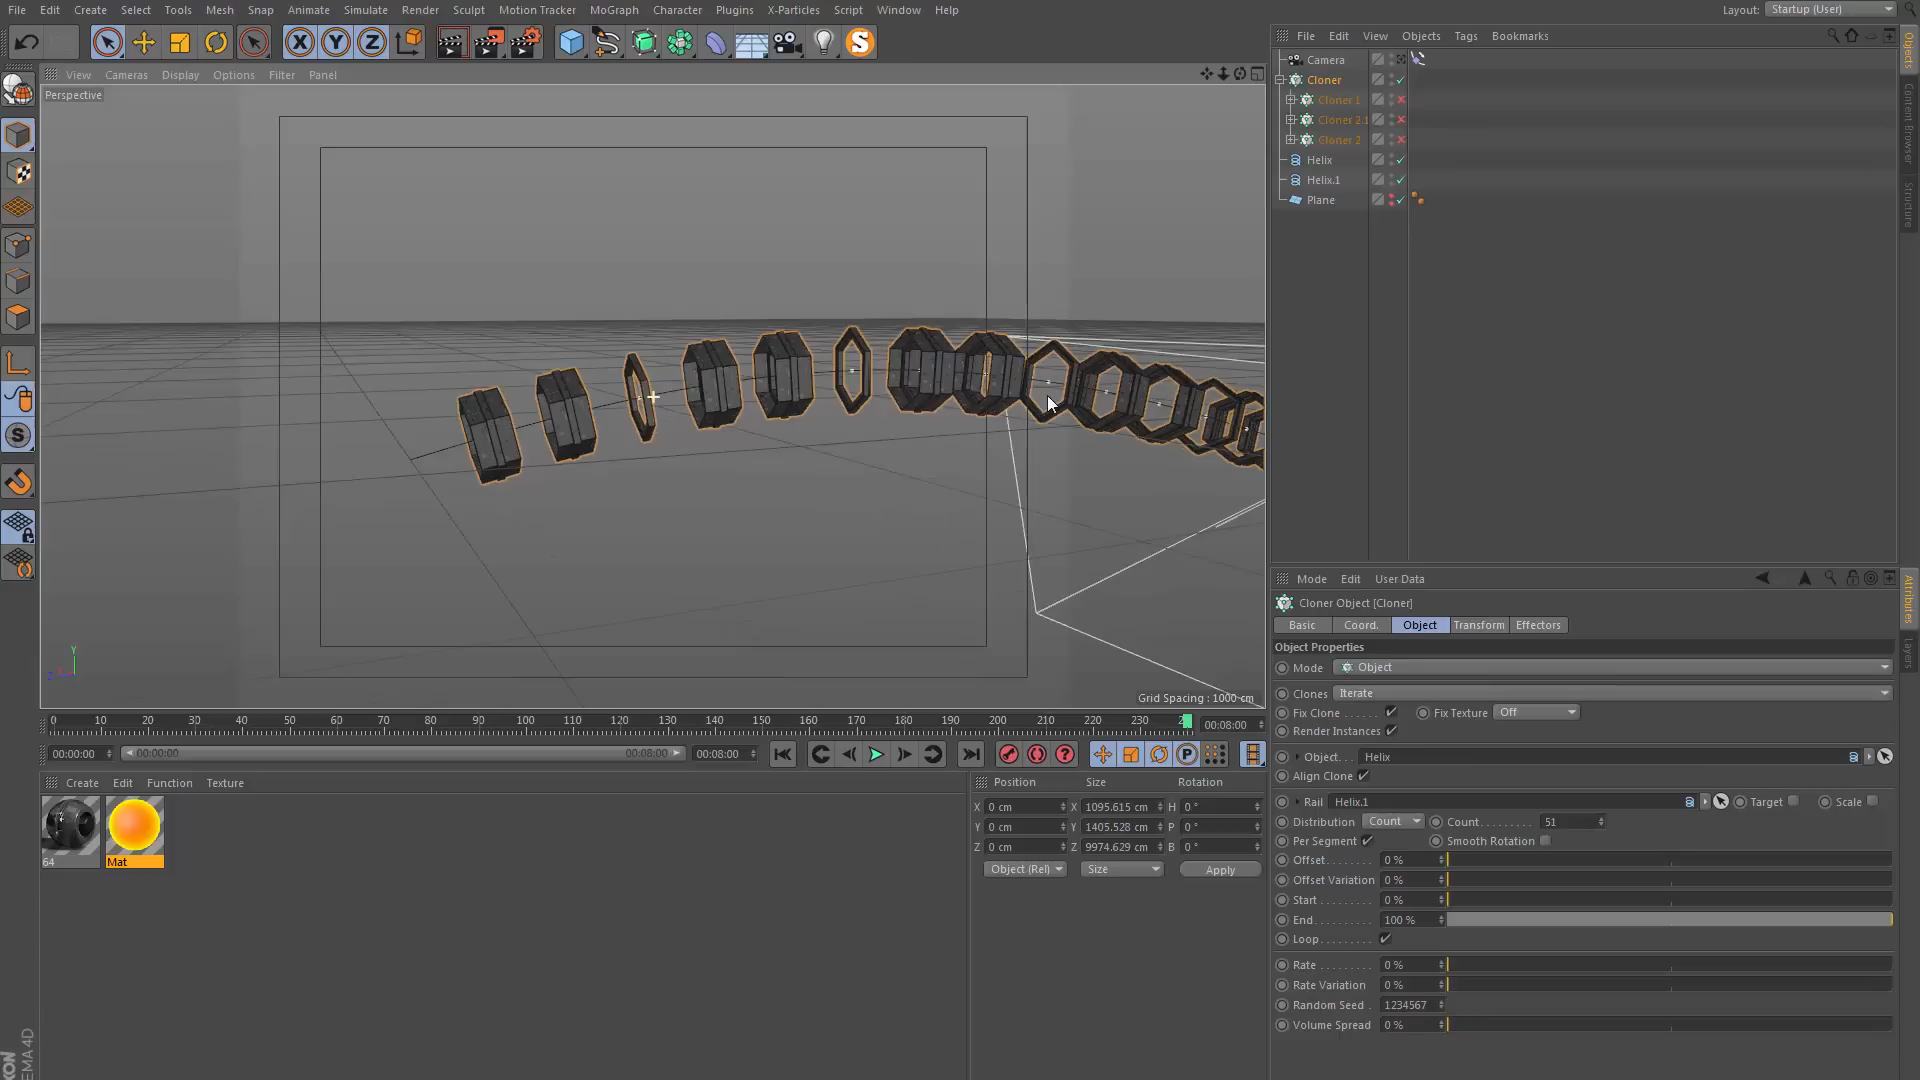 File Edit Create Select Tools Mesh Snap Animate Simulate Render Sculpt Motion Tracker MoGraph Character Plugins X-Particles Script Window Help
Layout: Startup (User)
X Y Z S
File Edit View Objects Tags Bookmarks
View Cameras Display Options Filter Panel
Perspective
Camera
Cloner
Cloner 1
Cloner 2.1
Cloner 2
Helix
Helix.1
Plane
Objects
Content Browser
Structure
S
Y
Z
Grid Spacing : 1000 cm
0 10 20 30 40 50 60 70 80 90 100 110 120 130 140 150 160 170 180 190 200 210 220 230 00:08:00
00:00:00 00:00:00 00:08:00 00:08:00 P
Create Edit Function Texture
64 Mat
Position Size Rotation
X 0 cm X 1095.615 cm H 0 °
Y 0 cm Y 1405.528 cm P 0 °
Z 0 cm Z 9974.629 cm B 0 °
Object (Rel) Size Apply
Mode Edit User Data
Attributes
Layers
Cloner Object [Cloner]
Basic Coord. Object Transform Effectors
Object Properties
Mode Object
Clones Iterate
Fix Clone Fix Texture Off
Render Instances
Object Helix
Align Clone
Rail Helix.1 Target Scale
Distribution Count Count 51
Per Segment Smooth Rotation
Offset 0 %
Offset Variation 0 %
Start 0 %
End 100 %
Loop
Rate 0 %
Rate Variation 0 %
Random Seed 1234567
Volume Spread 0 %